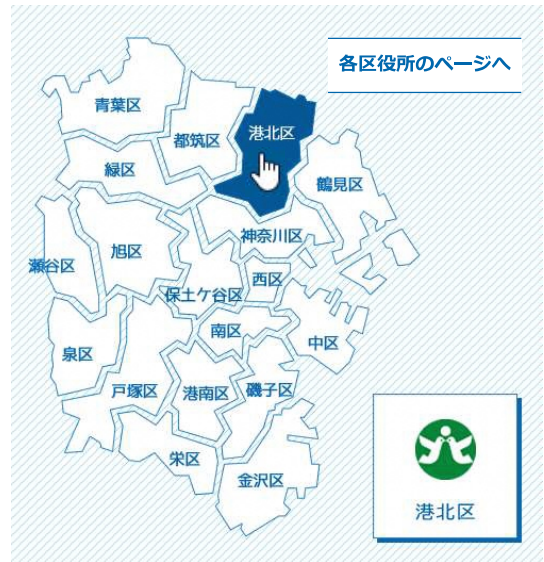 各区役所のページへ
青葉区
都筑区
港北区
緑区
鶴見区
神奈川区
旭区
瀬谷区
西区
保土ケ谷区
南区
中区
泉区
戸塚区
港南区
磯子区
栄区
金沢区
港北区